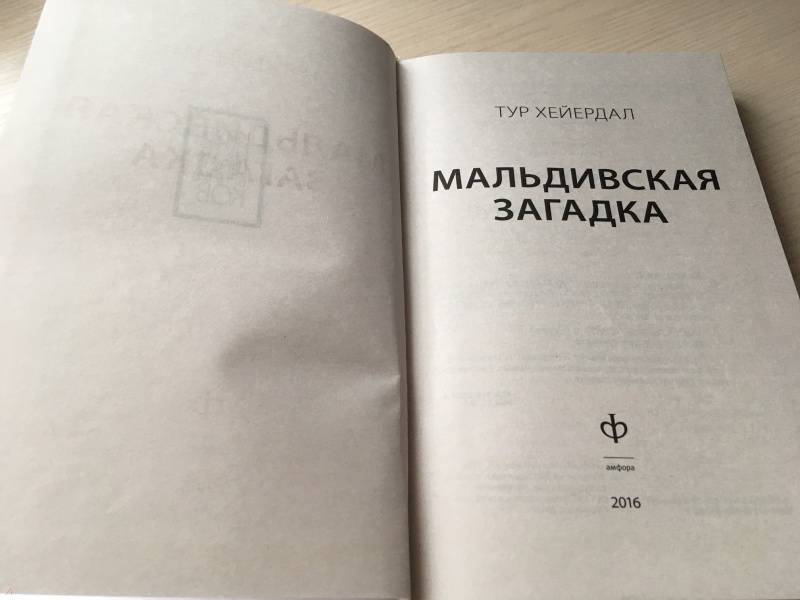 ТУР ХЕЙЕРДАЛ
МАЛЬДИВСКАЯ
ЗАГАДКА
амфора
2016